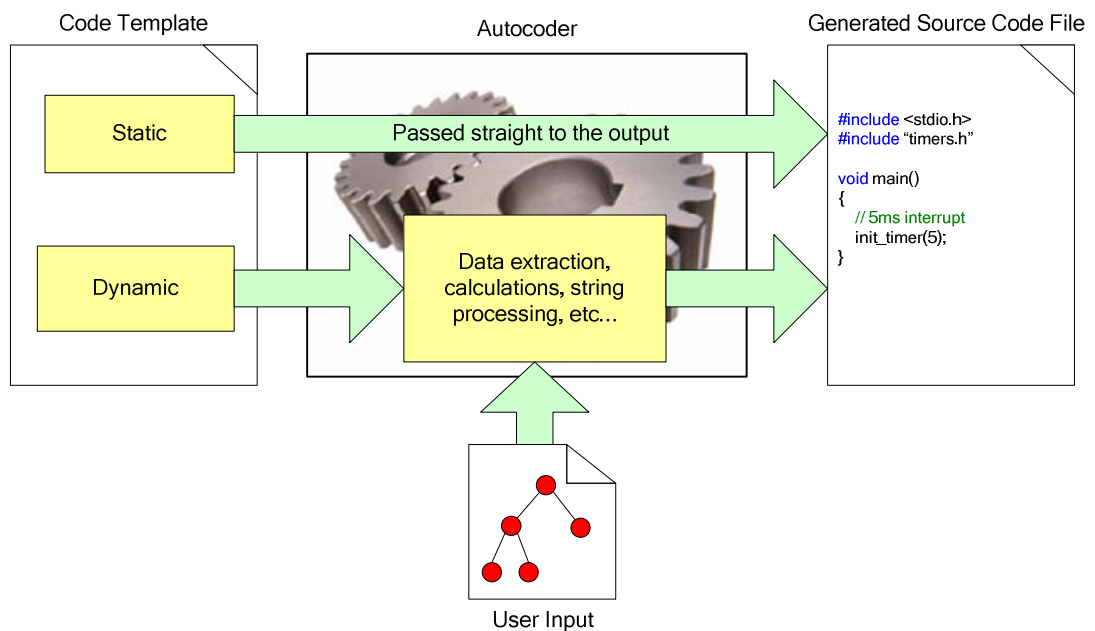 Code Template
Autocoder
Generated Source Code File
Static
Passed straight to the output
#include <stdio.h>
#include “timers.h”
void main()
{
// 5ms interrupt
init_timer(5);
}
Dynamic
Data extraction,
calculations, string
processing, etc...
User Input